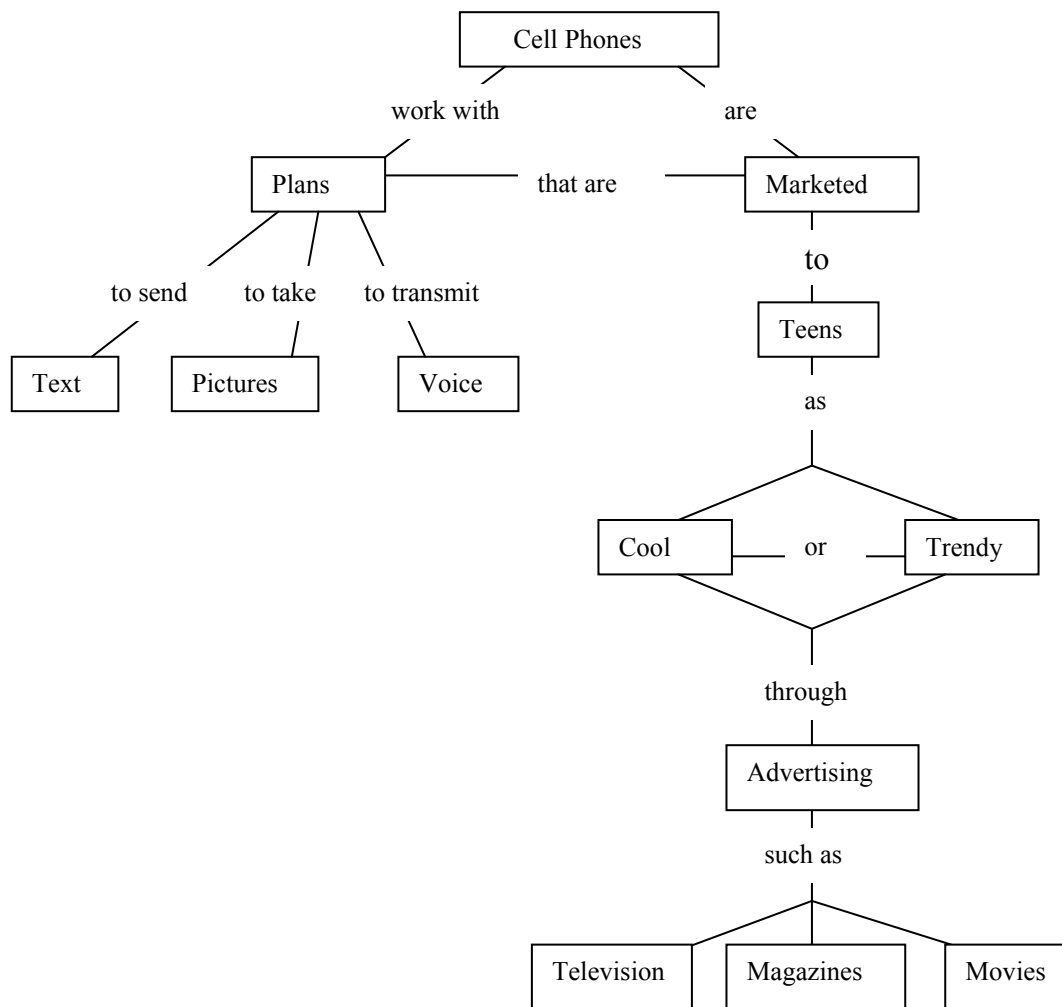 Cell Phones
work with
are
Plans
that are
Marketed
to
to send
to take
to transmit
Teens
Text
Pictures
Voice
as
Cool
or
Trendy
through
Advertising
such as
Television
Magazines
Movies